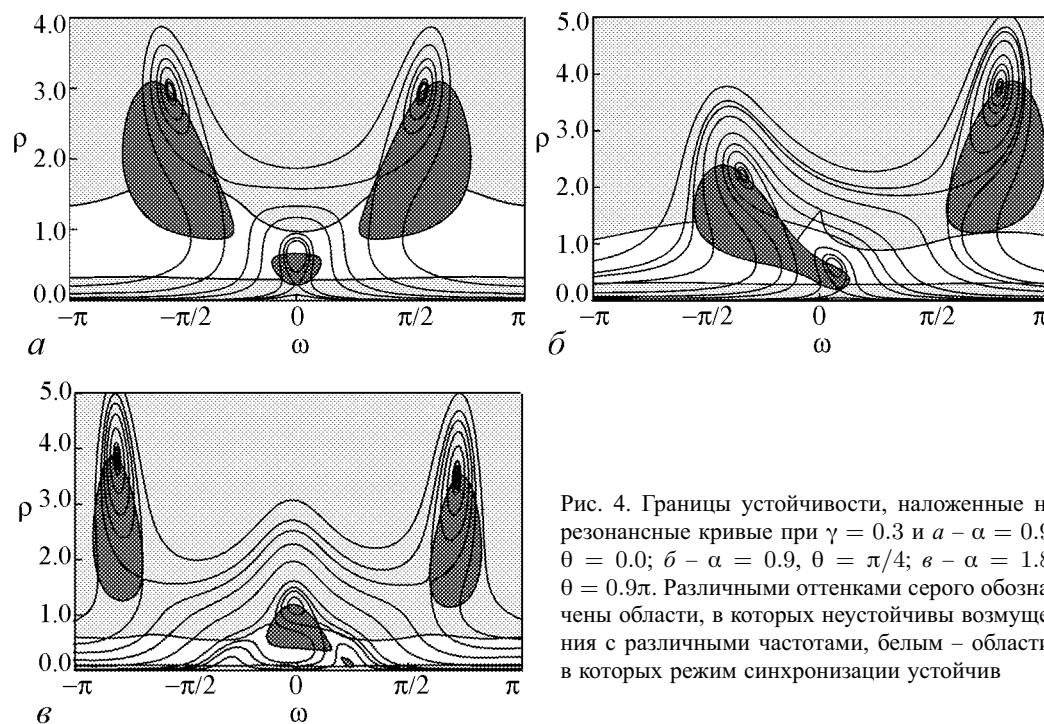 4.0
3.0
ρ
2.0
1.0
0.0
−π −π/2 0 π/2 π
а ω
5.0
4.0
3.0
ρ
2.0
1.0
0.0
−π 0 π/2 π
б ω
5.0
4.0
3.0
ρ
2.0
1.0
0.0
−π −π/2 0 π/2 π
в ω
Рис. 4. Границы устойчивости, наложенные н
резонансные кривые при γ = 0.3 и а – α = 0.9
θ = 0.0; б – α = 0.9, θ = π/4; в – α = 1.8
θ = 0.9π. Различными оттенками серого обозна
чены области, в которых неустойчивы возмуще
ния с различными частотами, белым – области
в которых режим синхронизации устойчив